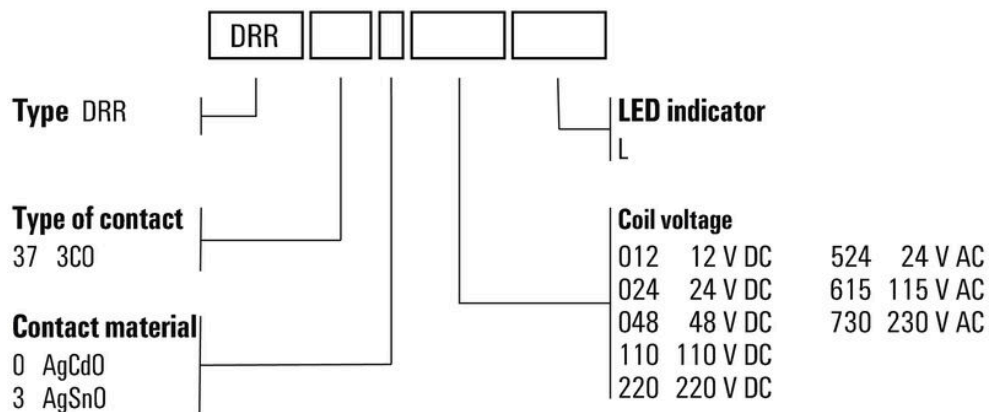 DRR
Type DRR
LED indicator
L
Type of contact
37 3CO
Contact material
0 AgCdO
3 AgSnO
Coil voltage
012 12 V DC 524 24 V AC
024 24 V DC 615 115 V AC
048 48 V DC 730 230 V AC
110 110 V DC
220 220 V DC